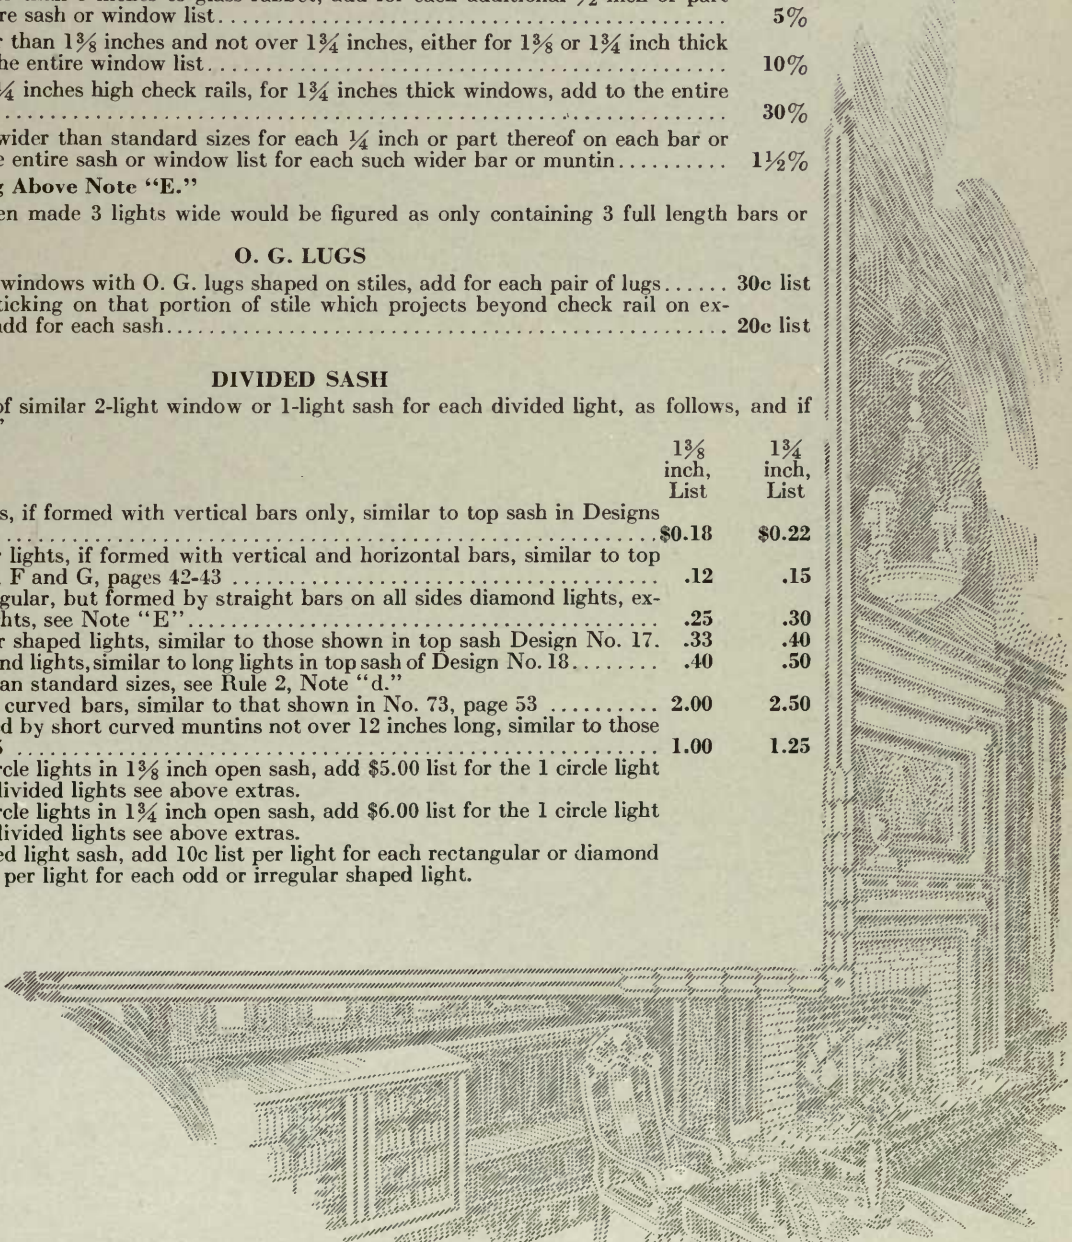 re sash or window list 5%
r than 1⅜ inches and not over 1¾ inches, either for 1⅜ or 1¾ inch thick
he entire window list 10%
¼ inches high check rails, for 1¾ inches thick windows, add to the entire
30%
wider than standard sizes for each ¼ inch or part thereof on each bar or
e entire sash or window list for each such wider bar or muntin 1½%
g Above Note “E.”
en made 3 lights wide would be figured as only containing 3 full length bars or
O. G. LUGS
windows with O. G. lugs shaped on stiles, add for each pair of lugs 30c list
ticking on that portion of stile which projects beyond check rail on ex-
add for each sash 20c list
DIVIDED SASH
of similar 2-light window or 1-light sash for each divided light, as follows, and if
”
1⅜ 1¾
inch, inch,
List List
s, if formed with vertical bars only, similar to top sash in Designs
$0.18 $0.22
r lights, if formed with vertical and horizontal bars, similar to top
F and G, pages 42-43 .12 .15
gular, but formed by straight bars on all sides diamond lights, ex-
hts, see Note “E” .25 .30
r shaped lights, similar to those shown in top sash Design No. 17. .33 .40
nd lights, similar to long lights in top sash of Design No. 18 .40 .50
an standard sizes, see Rule 2, Note “d.”
curved bars, similar to that shown in No. 73, page 53 2.00 2.50
d by short curved muntins not over 12 inches long, similar to those
5 1.00 1.25
rcle lights in 1⅜ inch open sash, add $5.00 list for the 1 circle light
divided lights see above extras.
rcle lights in 1¾ inch open sash, add $6.00 list for the 1 circle light
divided lights see above extras.
ed light sash, add 10c list per light for each rectangular or diamond
per light for each odd or irregular shaped light.